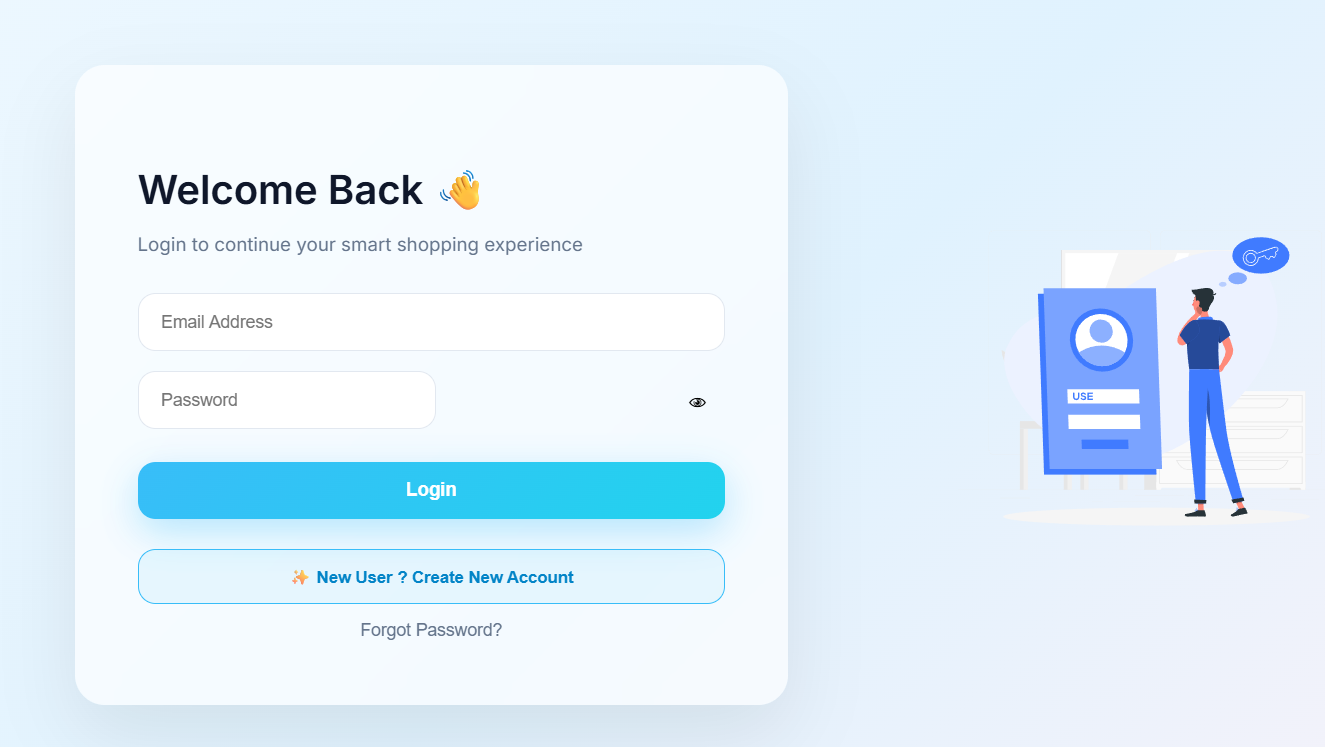 Welcome Back 👋
Login to continue your smart shopping experience
Email Address
Password
Login
✨ New User ? Create New Account
Forgot Password?
USE